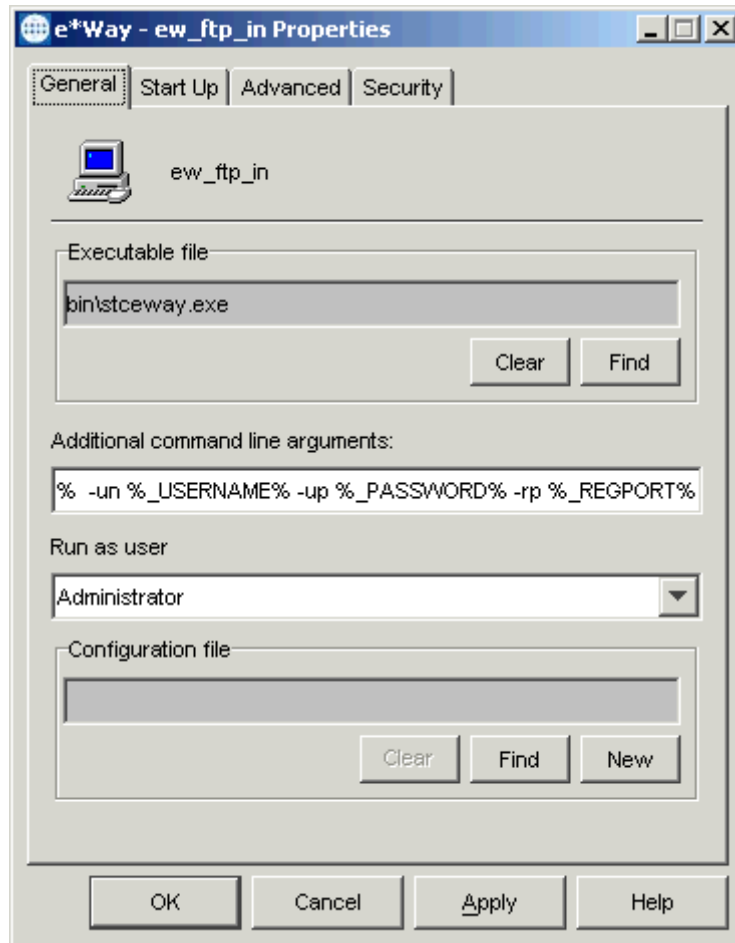 e*Way - ew_ftp_in Properties
General Start Up Advanced Security
ew_ftp_in
Executable file
bin\stceway.exe
Clear Find
Additional command line arguments:
% -un %_USERNAME% -up %_PASSWORD% -rp %_REGPORT%
Run as user
Administrator
Configuration file
Clear Find New
OK Cancel Apply Help